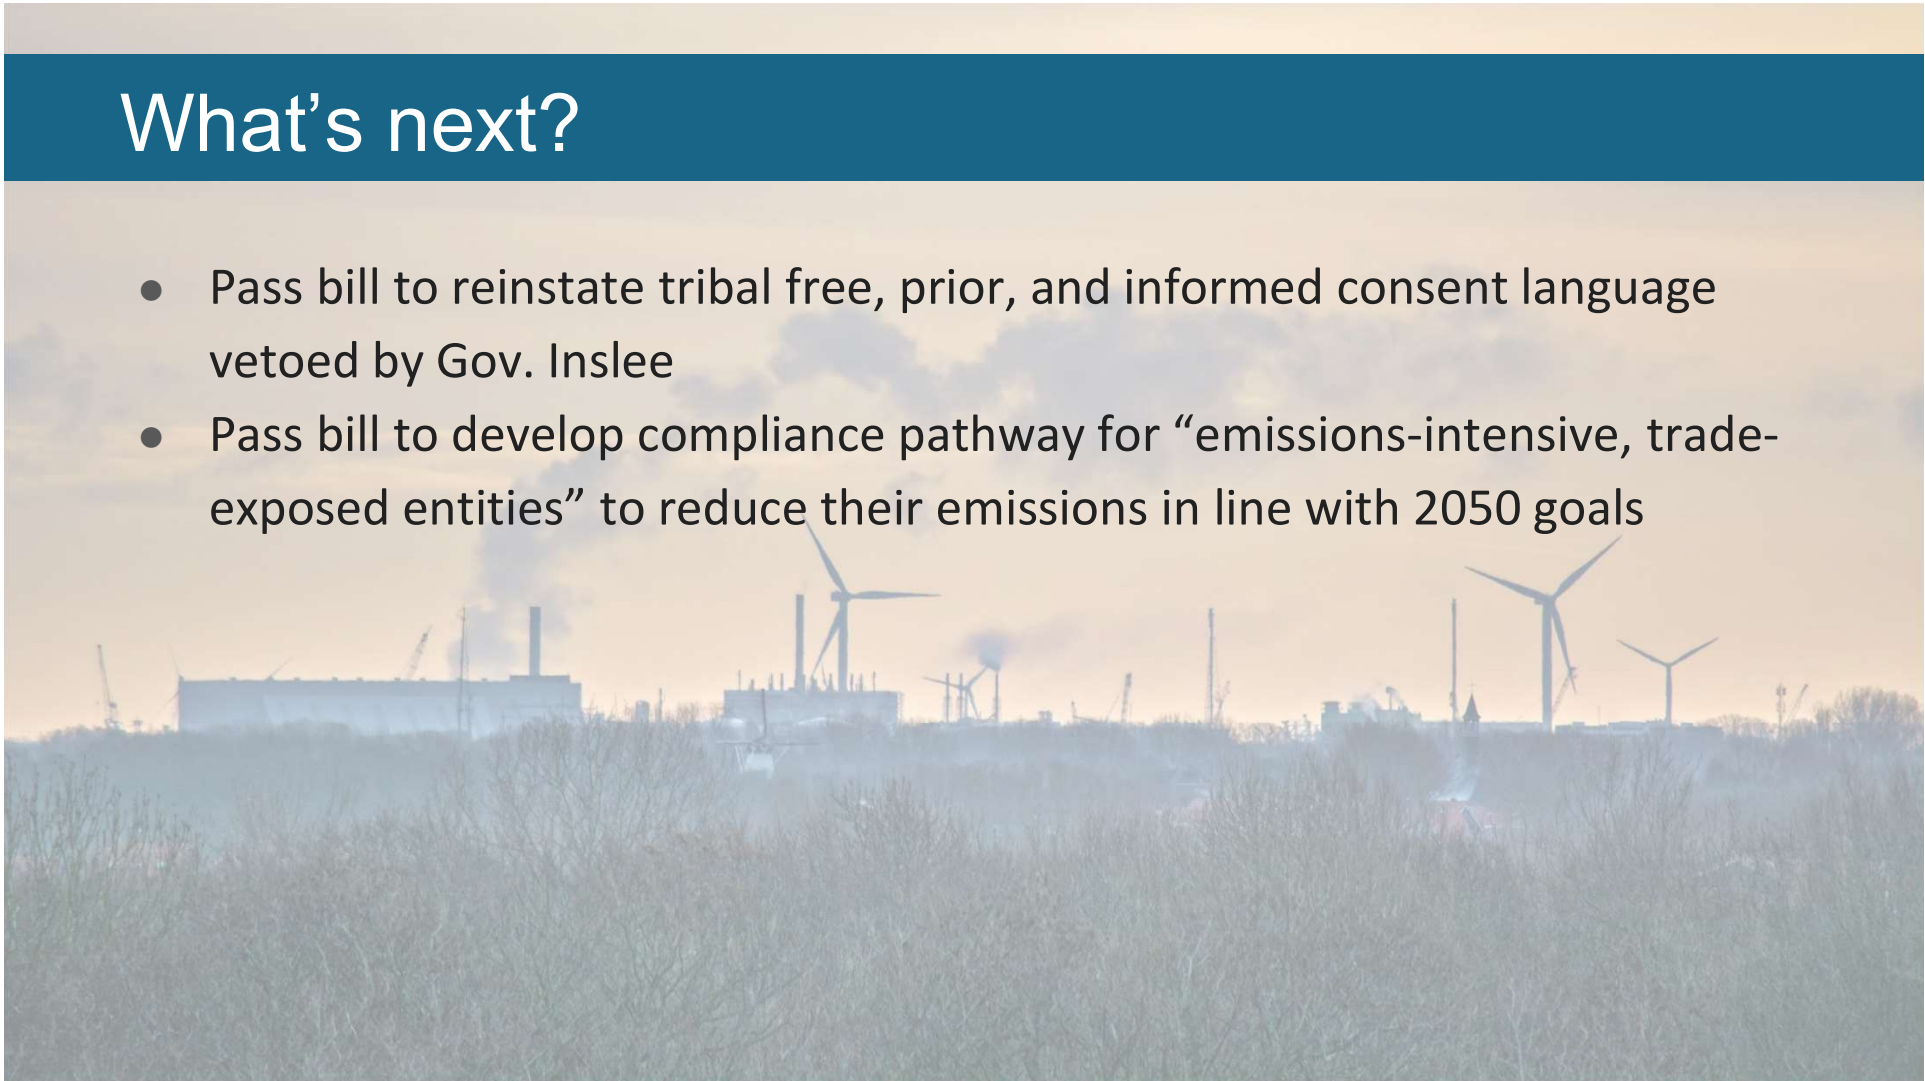 What’s next?
● Pass bill to reinstate tribal free, prior, and informed consent language
vetoed by Gov. Inslee
● Pass bill to develop compliance pathway for “emissions-intensive, trade-
exposed entities” to reduce their emissions in line with 2050 goals